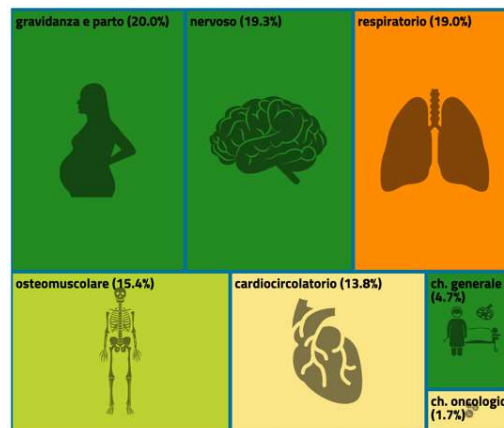 gravidanza e parto (20.0%)
nervoso (19.3%)
respiratorio (19.0%)
osteomuscolare (15.4%)
cardiocircolatorio (13.8%)
ch. generale
(4.7%)
ch. oncologic
(1.7%)